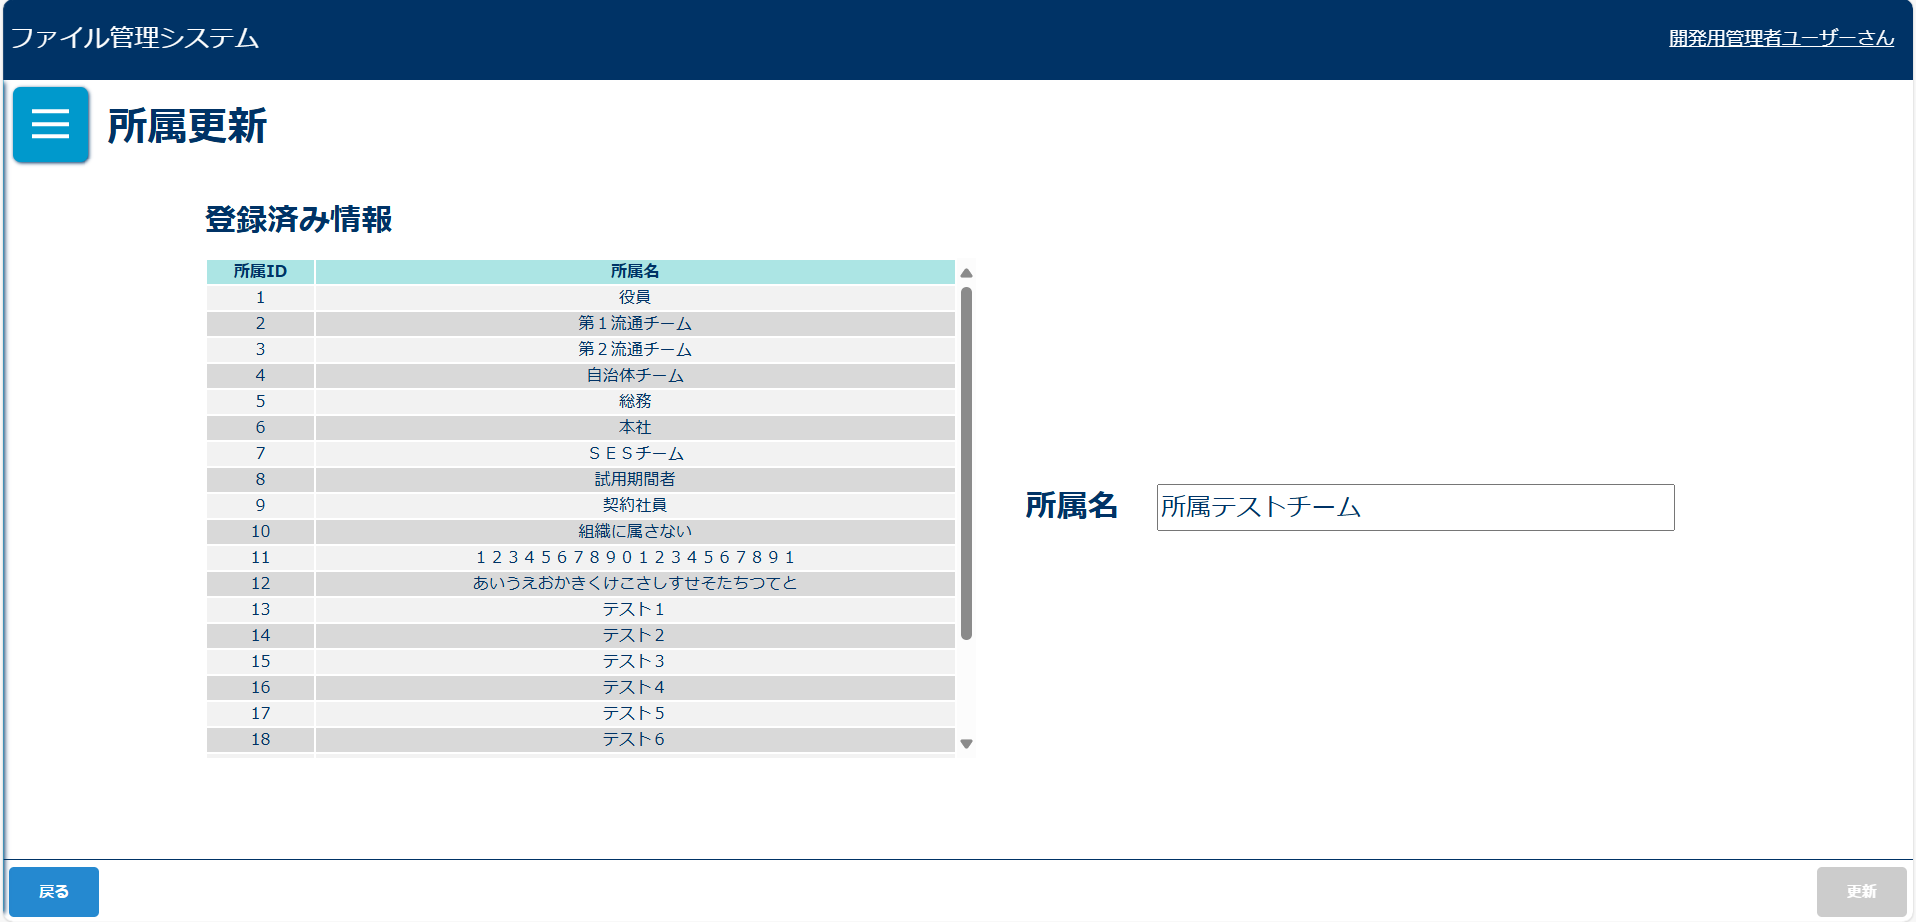 ファイル管理システム
開発用管理者ユーザーさん
所属更新
登録済み情報
所属ID 所属名
1 役員
2 第１流通チーム
3 第２流通チーム
4 自治体チーム
5 総務
6 本社
7 ＳＥＳチーム
8 試用期間者
9 契約社員
10 組織に属さない
11 １２３４５６７８９０１２３４５６７８９１
12 あいうえおかきくけこさしすせそたちつてと
13 テスト１
14 テスト２
15 テスト３
16 テスト４
17 テスト５
18 テスト６
所属名 所属テストチーム
戻る
更新